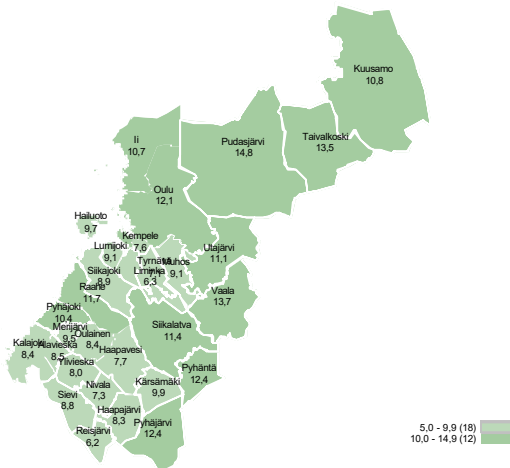 Kuusamo
10,8
Taivalkoski
13,5
Pudasjärvi
14,8
Ii
10,7
Oulu
12,1
Hailuoto
9,7
Kempele
7,6
Lumijoki
9,1
Tyrnävä
7,1
Muhos
9,1
Liminka
6,3
Utajärvi
11,1
Siikajoki
8,9
Raahe
11,7
Vaala
13,7
Pyhäjoki
10,4
Merijärvi
9,5
Oulainen
8,4
Siikalatva
11,4
Kalajoki
8,4
Alavieska
8,5
Haapavesi
7,7
Ylivieska
8,0
Pyhäntä
12,4
Nivala
7,3
Kärsämäki
9,9
Sievi
8,8
Haapajärvi
8,3
Pyhäjärvi
12,4
Reisjärvi
6,2
5,0 - 9,9 (18)
10,0 - 14,9 (12)